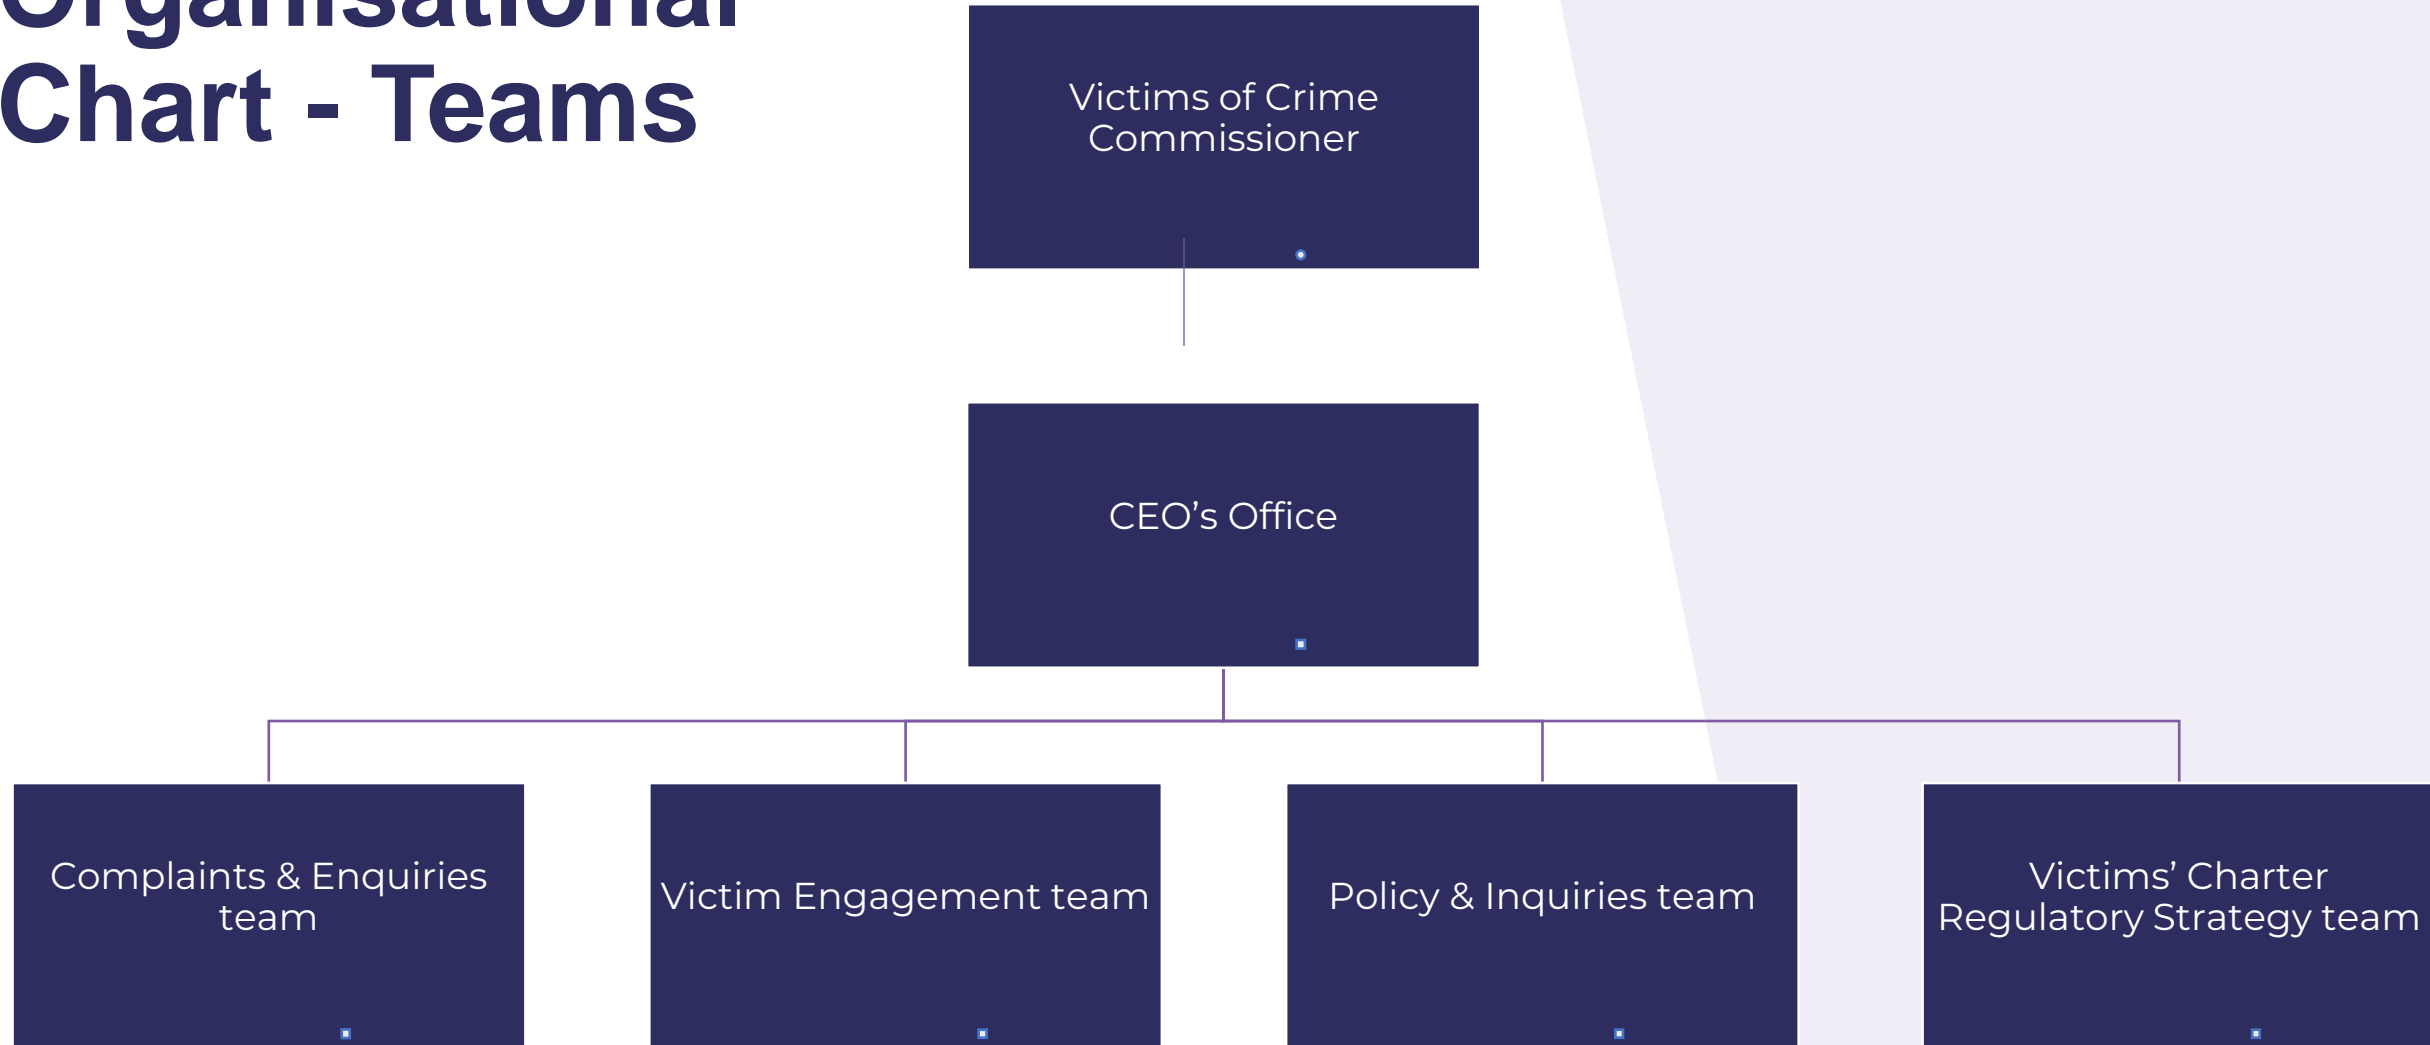 Organisational
Chart - Teams
Victims of Crime
Commissioner
CEO’s Office
Complaints & Enquiries
team
Victim Engagement team
Policy & Inquiries team
Victims’ Charter
Regulatory Strategy team